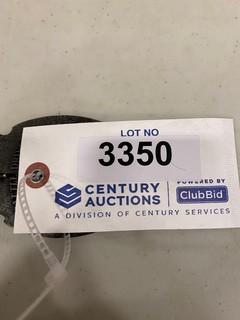 LOT NO
3350
CENTURY
AUCTIONS
POWERED BY
ClubBid
A DIVISION OF CENTURY SERVICES